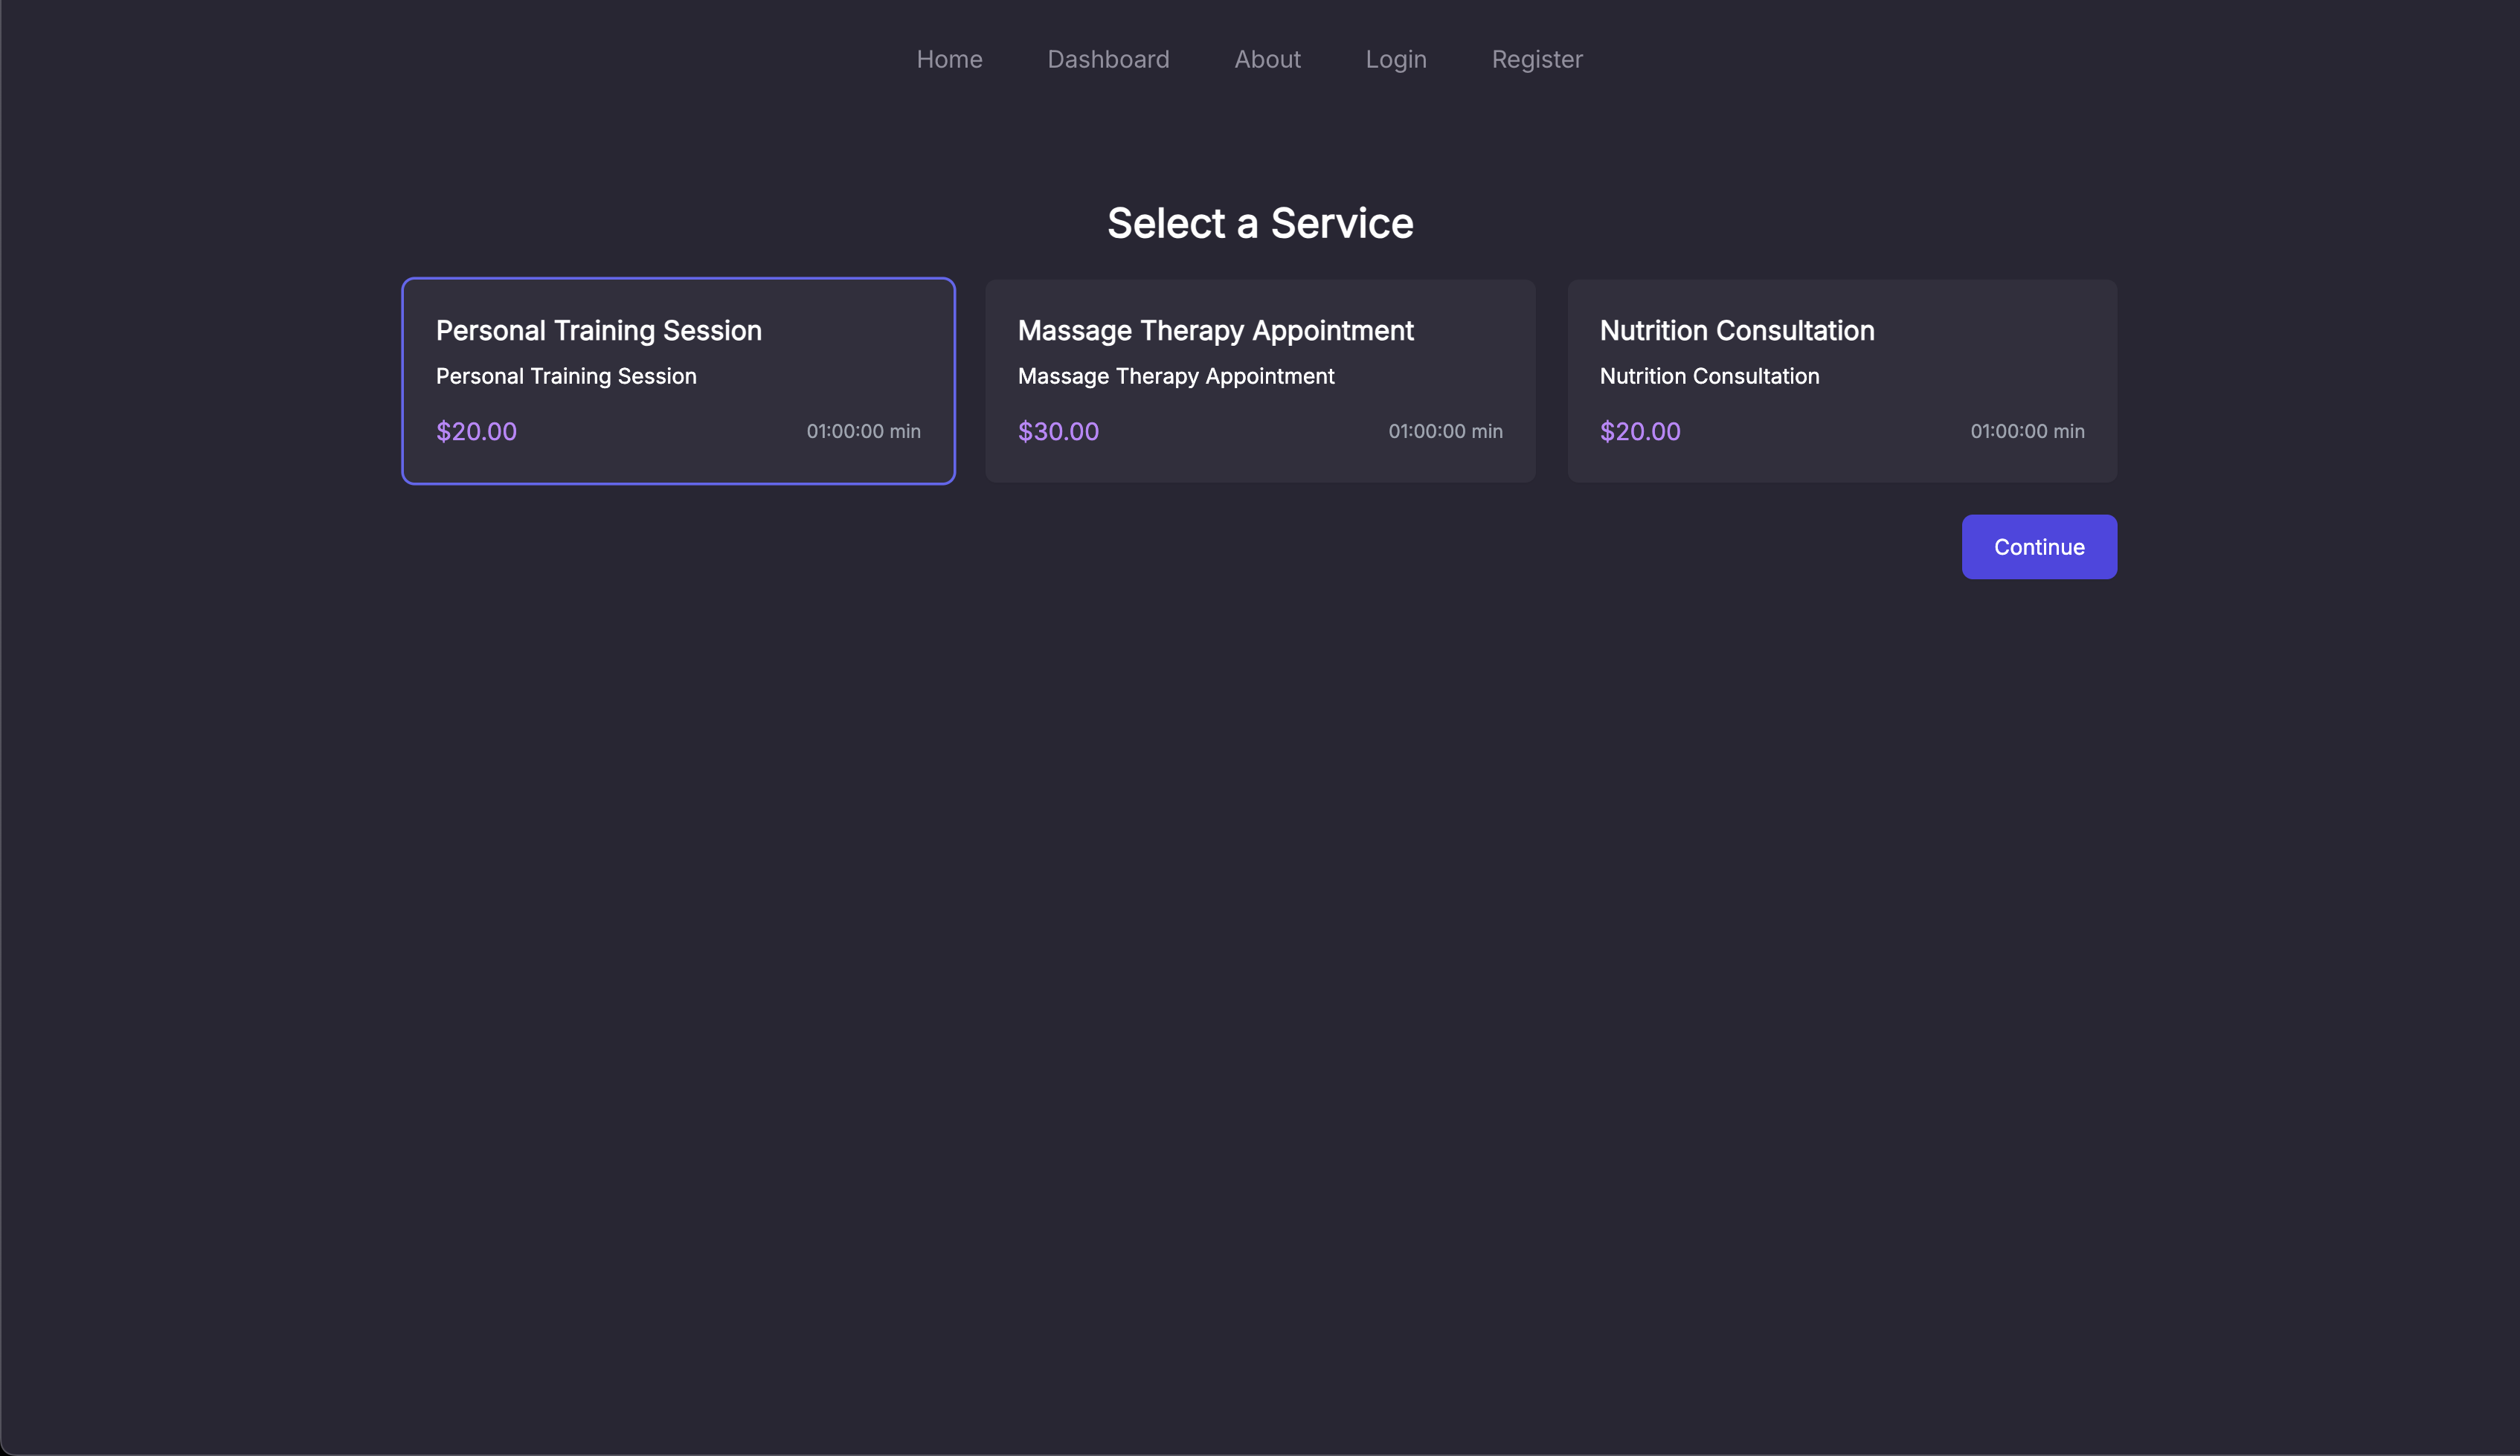 Home Dashboard About Login Register
Select a Service
Personal Training Session
Personal Training Session
$20.00 01:00:00 min
Massage Therapy Appointment
Massage Therapy Appointment
$30.00 01:00:00 min
Nutrition Consultation
Nutrition Consultation
$20.00 01:00:00 min
Continue